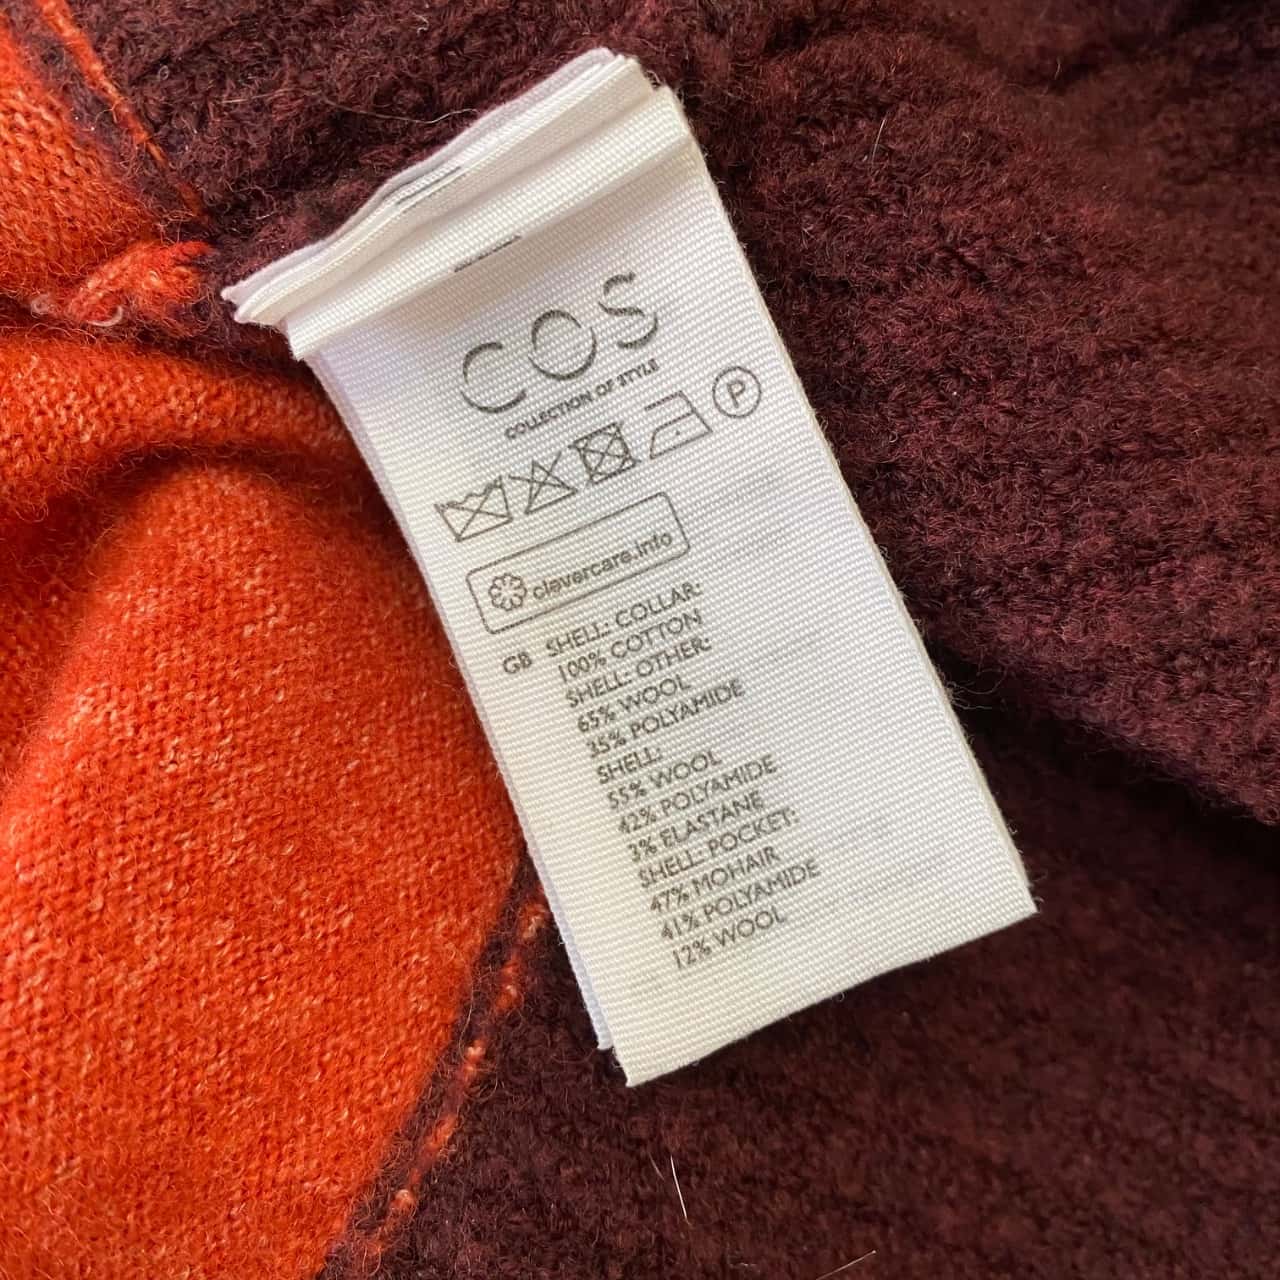 COS
COLLECTION OF STYLE
P
clevercare.info
GB SHELL: COLLAR:
100% COTTON
SHELL: OTHER:
65% WOOL
35% POLYAMIDE
SHELL:
55% WOOL
42% POLYAMIDE
3% ELASTANE
SHELL: POCKET:
47% MOHAIR
41% POLYAMIDE
12% WOOL